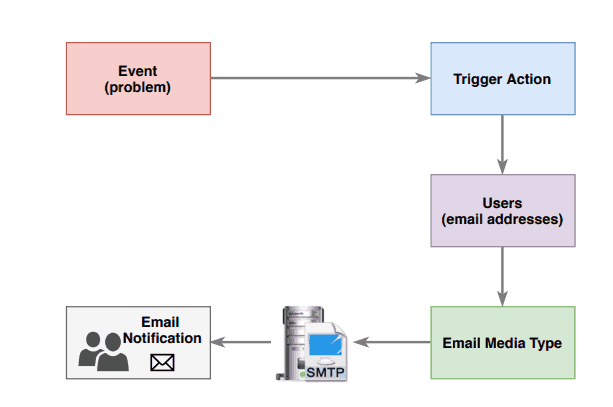 Event
(problem)
Trigger Action
Users
(email addresses)
Email Media Type
SMTP
Email
Notification